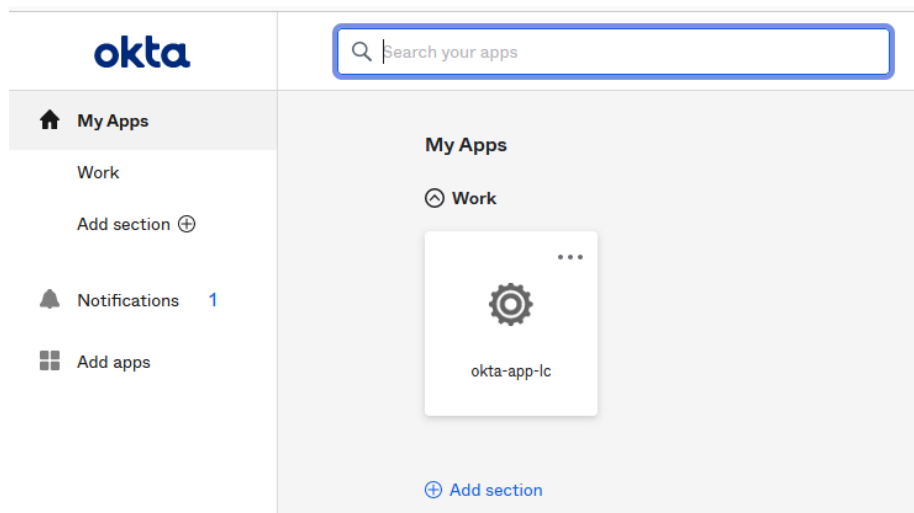 okta
Search your apps
My Apps
Work
Add section
Notifications 1
Add apps
My Apps
Work
okta-app-lc
Add section